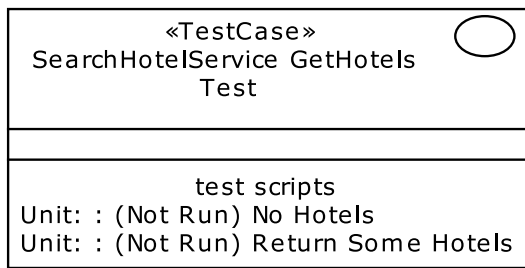 «TestCase»
SearchHotelService GetHotels
Test
test scripts
Unit: : (Not Run) No Hotels
Unit: : (Not Run) Return Some Hotels